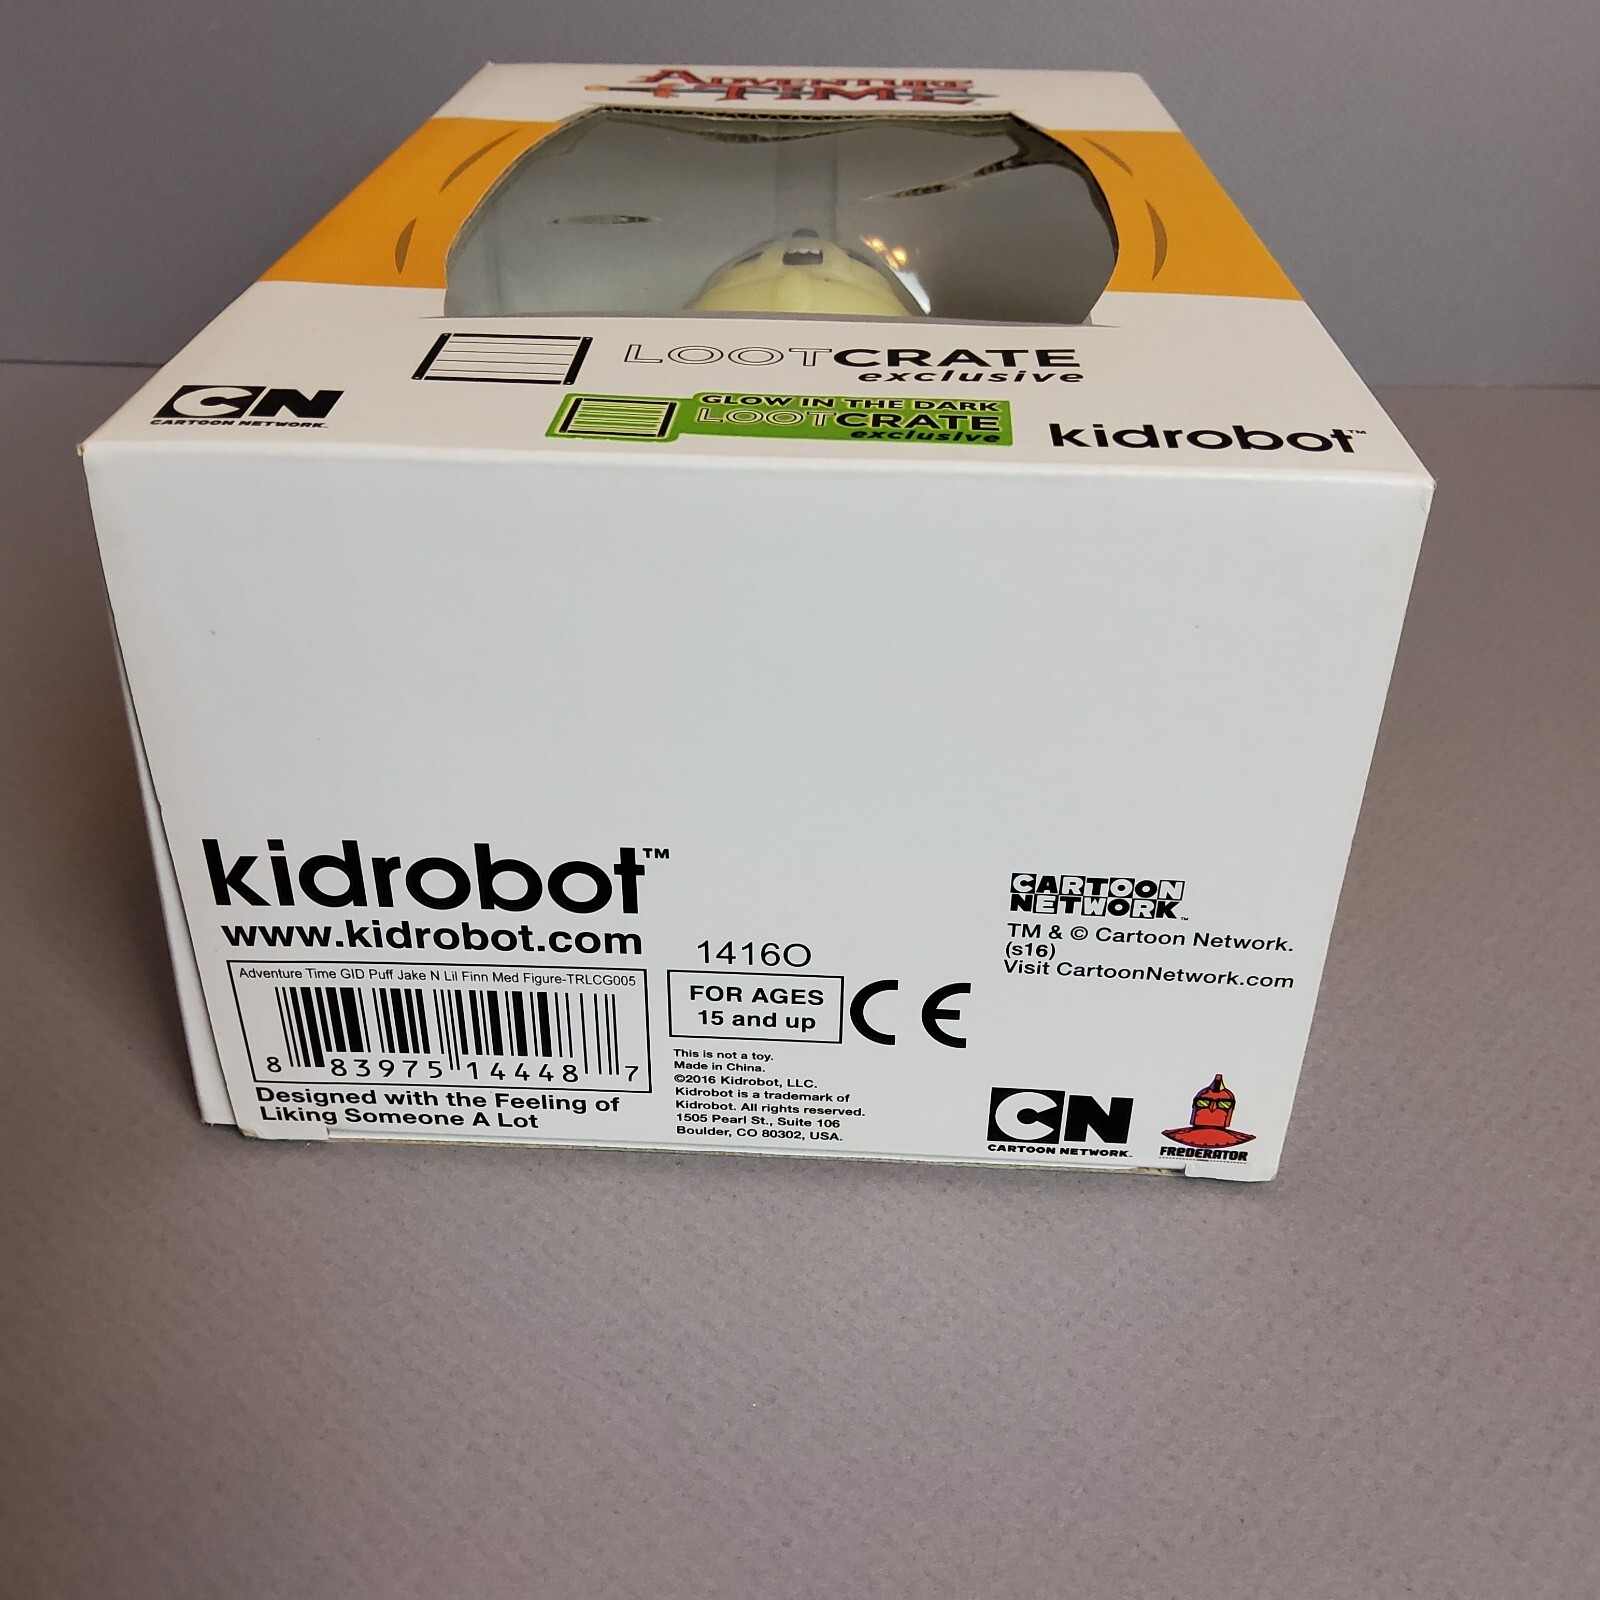 ADVENTURE
TIME
LOOTCRATE
exclusive
CN
CARTOON NETWORK™
GLOW IN THE DARK
LOOTCRATE
exclusive
kidrobot™
kidrobot™
www.kidrobot.com
Adventure Time GID Puff Jake N Lil Finn Med Figure-TRLCG005
8 83975 14448 7
Designed with the Feeling of
Liking Someone A Lot
1416O
FOR AGES
15 and up
CE
This is not a toy.
Made in China.
©2016 Kidrobot, LLC.
Kidrobot is a trademark of
Kidrobot. All rights reserved.
1505 Pearl St., Suite 106
Boulder, CO 80302, USA.
CARTOON
NETWORK™
TM & © Cartoon Network.
(s16)
Visit CartoonNetwork.com
CN
CARTOON NETWORK™
FREDERATOR